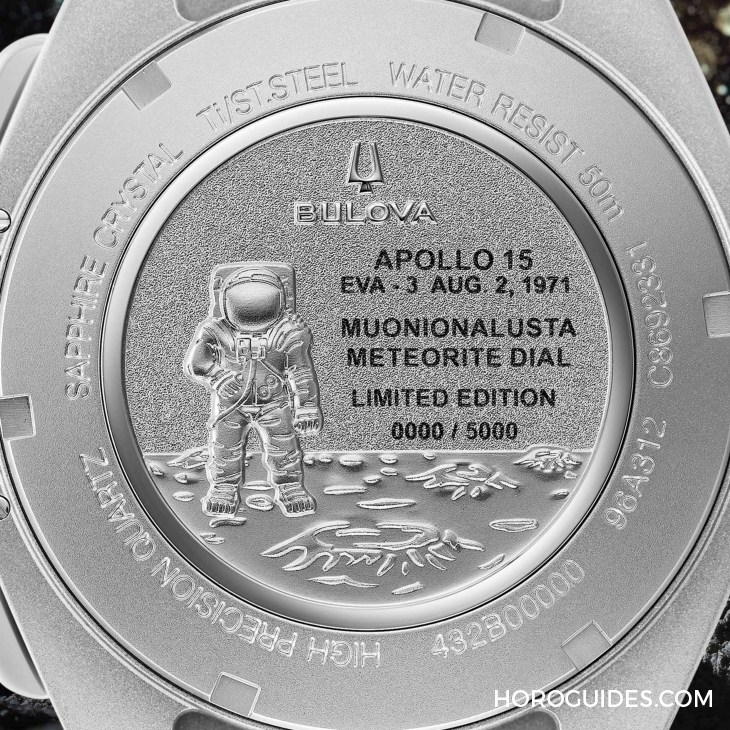 BULOVA
APOLLO 15
EVA - 3 AUG. 2, 1971
MUONIONALUSTA
METEORITE DIAL
LIMITED EDITION
0000 / 5000
SAPPHIRE CRYSTAL
TI/ST.STEEL
WATER RESIST 50m
C8692881
96A312
432B00000
HIGH PRECISION QUARTZ
HOROGUIDES.COM